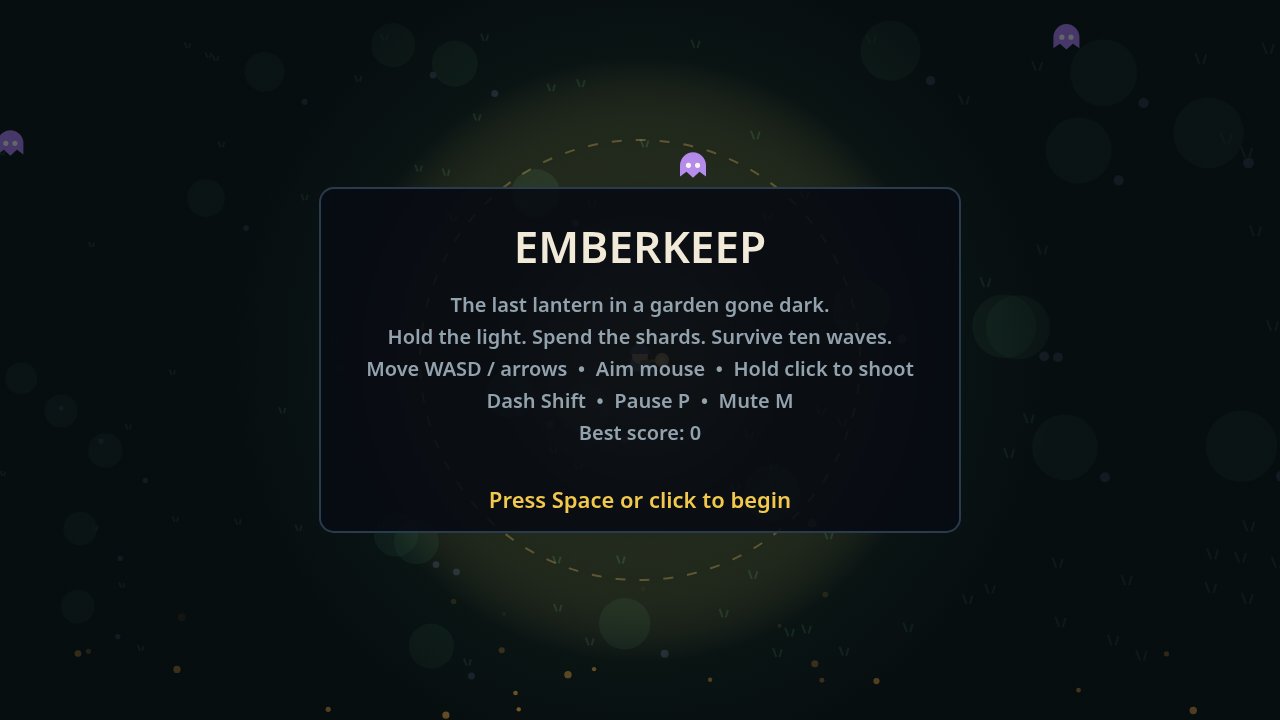 EMBERKEEP
The last lantern in a garden gone dark.
Hold the light. Spend the shards. Survive ten waves.
Move WASD / arrows • Aim mouse • Hold click to shoot
Dash Shift • Pause P • Mute M
Best score: 0
Press Space or click to begin